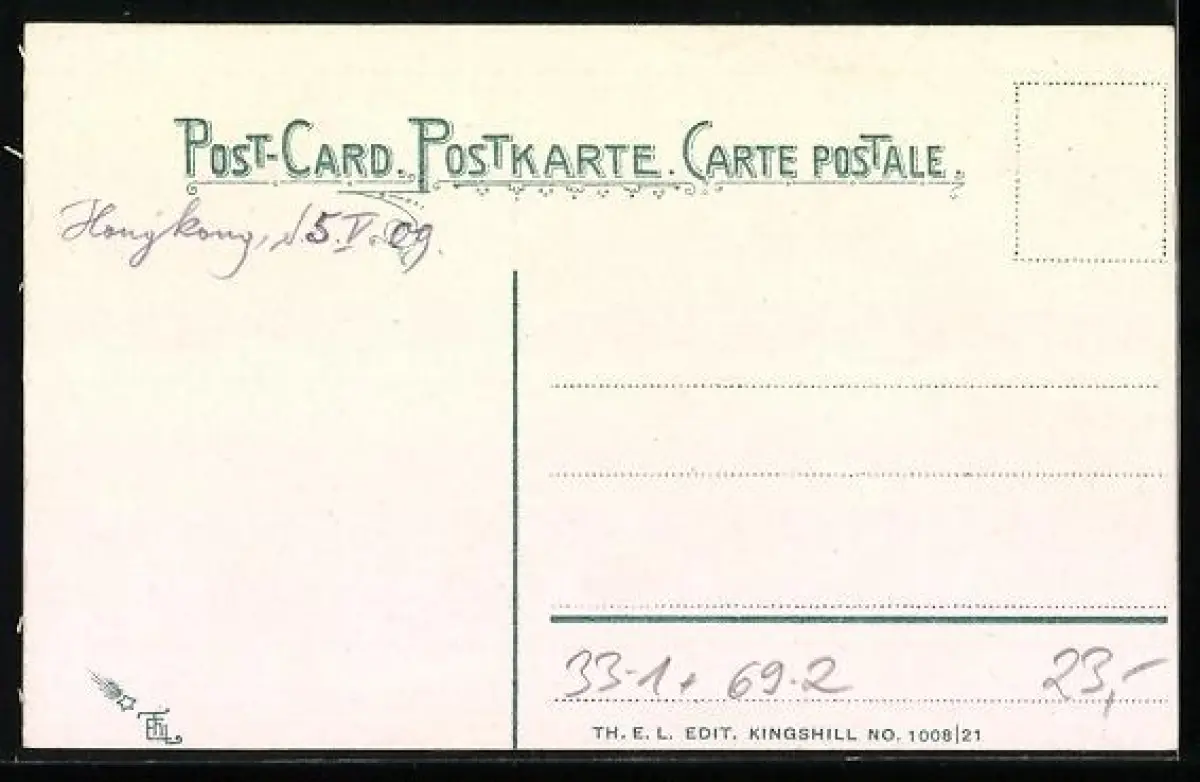 POST-CARD. POSTKARTE. CARTE POSTALE.
Hongkong, d 5. V. 09.
33-1 + 69-2 23,-
TH. E. L. EDIT. KINGSHILL NO. 1008|21